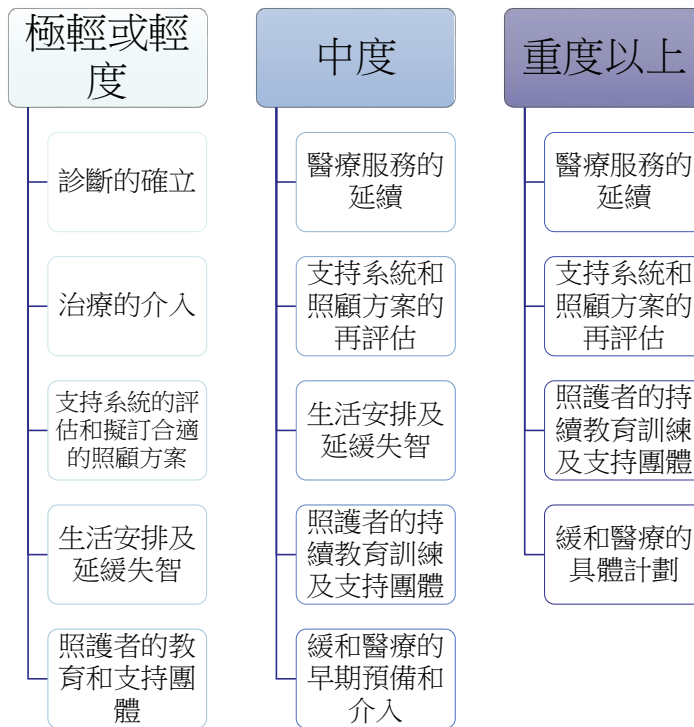 極輕或輕
度
診斷的確立
治療的介入
支持系統的評
估和擬訂合適
的照顧方案
生活安排及
延緩失智
照護者的教
育和支持團
體
中度
醫療服務的
延續
支持系統和
照顧方案的
再評估
生活安排及
延緩失智
照護者的持
續教育訓練
及支持團體
緩和醫療的
早期預備和
介入
重度以上
醫療服務的
延續
支持系統和
照顧方案的
再評估
照護者的持
續教育訓練
及支持團體
緩和醫療的
具體計劃